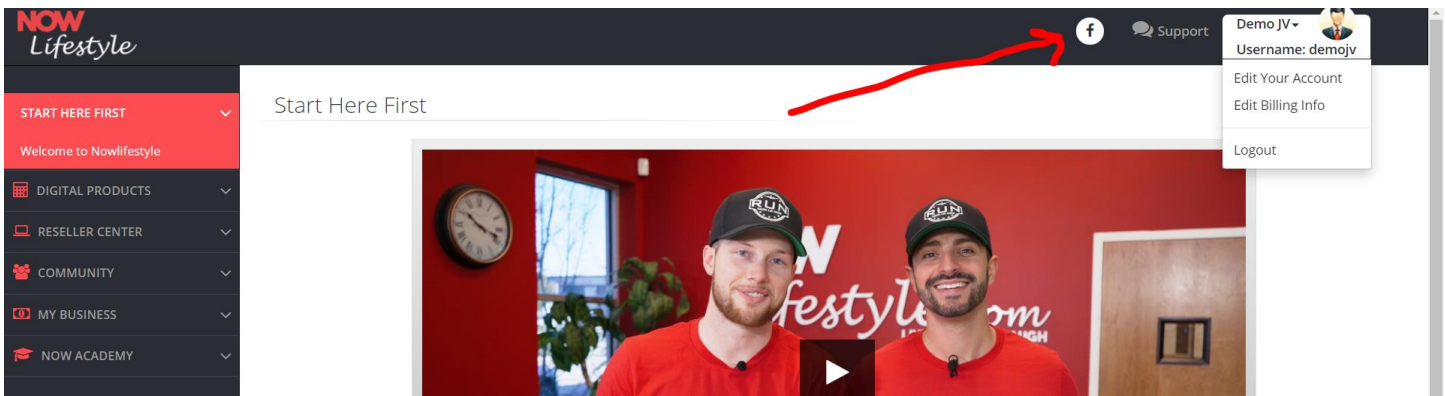 NOW
Lifestyle
f
Support
Demo JV
Username: demojv
Edit Your Account
Edit Billing Info
Logout
START HERE FIRST
Welcome to Nowlifestyle
DIGITAL PRODUCTS
RESELLER CENTER
COMMUNITY
MY BUSINESS
NOW ACADEMY
Start Here First
RUN
RUN